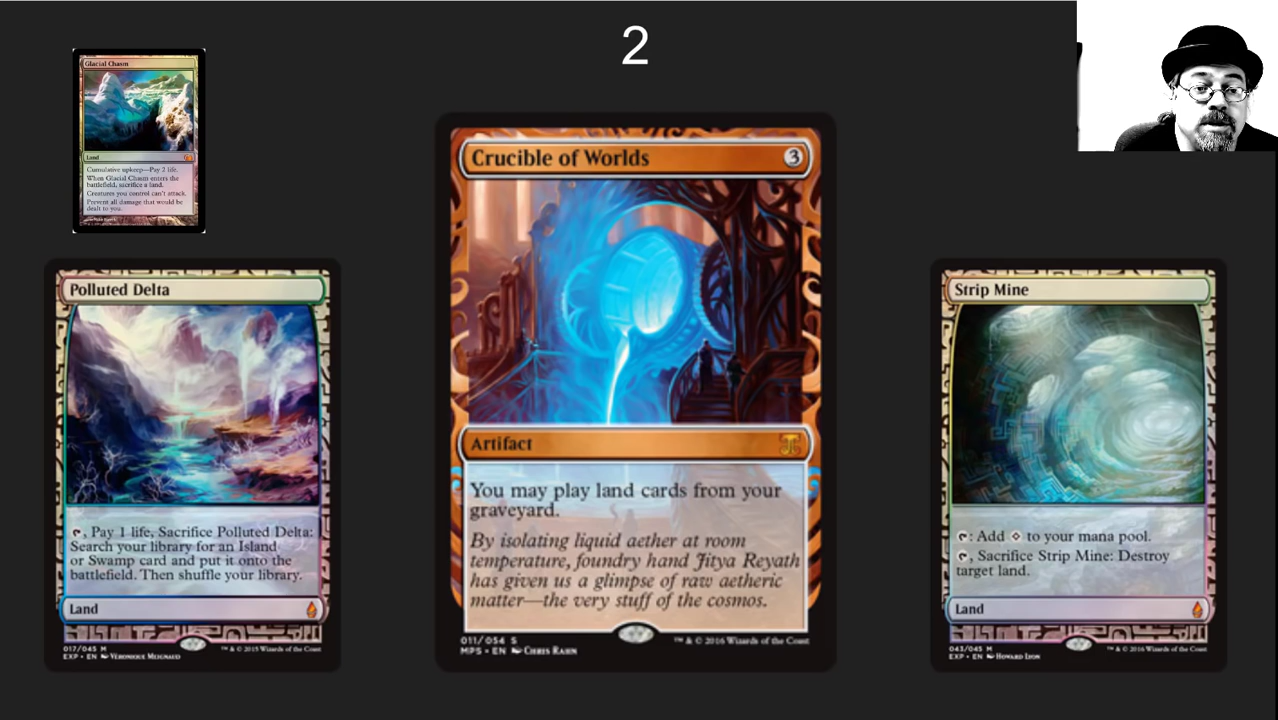 2
Glacial Chasm
Land
Cumulative upkeep—Pay 2 life.
When Glacial Chasm enters the
battlefield, sacrifice a land.
Creatures you control can't attack.
Prevent all damage that would be
dealt to you.
Polluted Delta
, Pay 1 life, Sacrifice Polluted Delta:
Search your library for an Island
or Swamp card and put it onto the
battlefield. Then shuffle your library.
Land
017/045 M
EXP • EN Véronique Meignaud
™ & © 2015 Wizards of the Coast
Crucible of Worlds
3
Artifact
You may play land cards from your
graveyard.
By isolating liquid aether at room
temperature, foundry hand Jitya Reyath
has given us a glimpse of raw aetheric
matter—the very stuff of the cosmos.
011/054 S
MPS • EN Chris Rahn
™ & © 2016 Wizards of the Coast
Strip Mine
: Add to your mana pool.
, Sacrifice Strip Mine: Destroy
target land.
Land
043/045 M
EXP • EN Howard Lyon
™ & © 2015 Wizards of the Coast